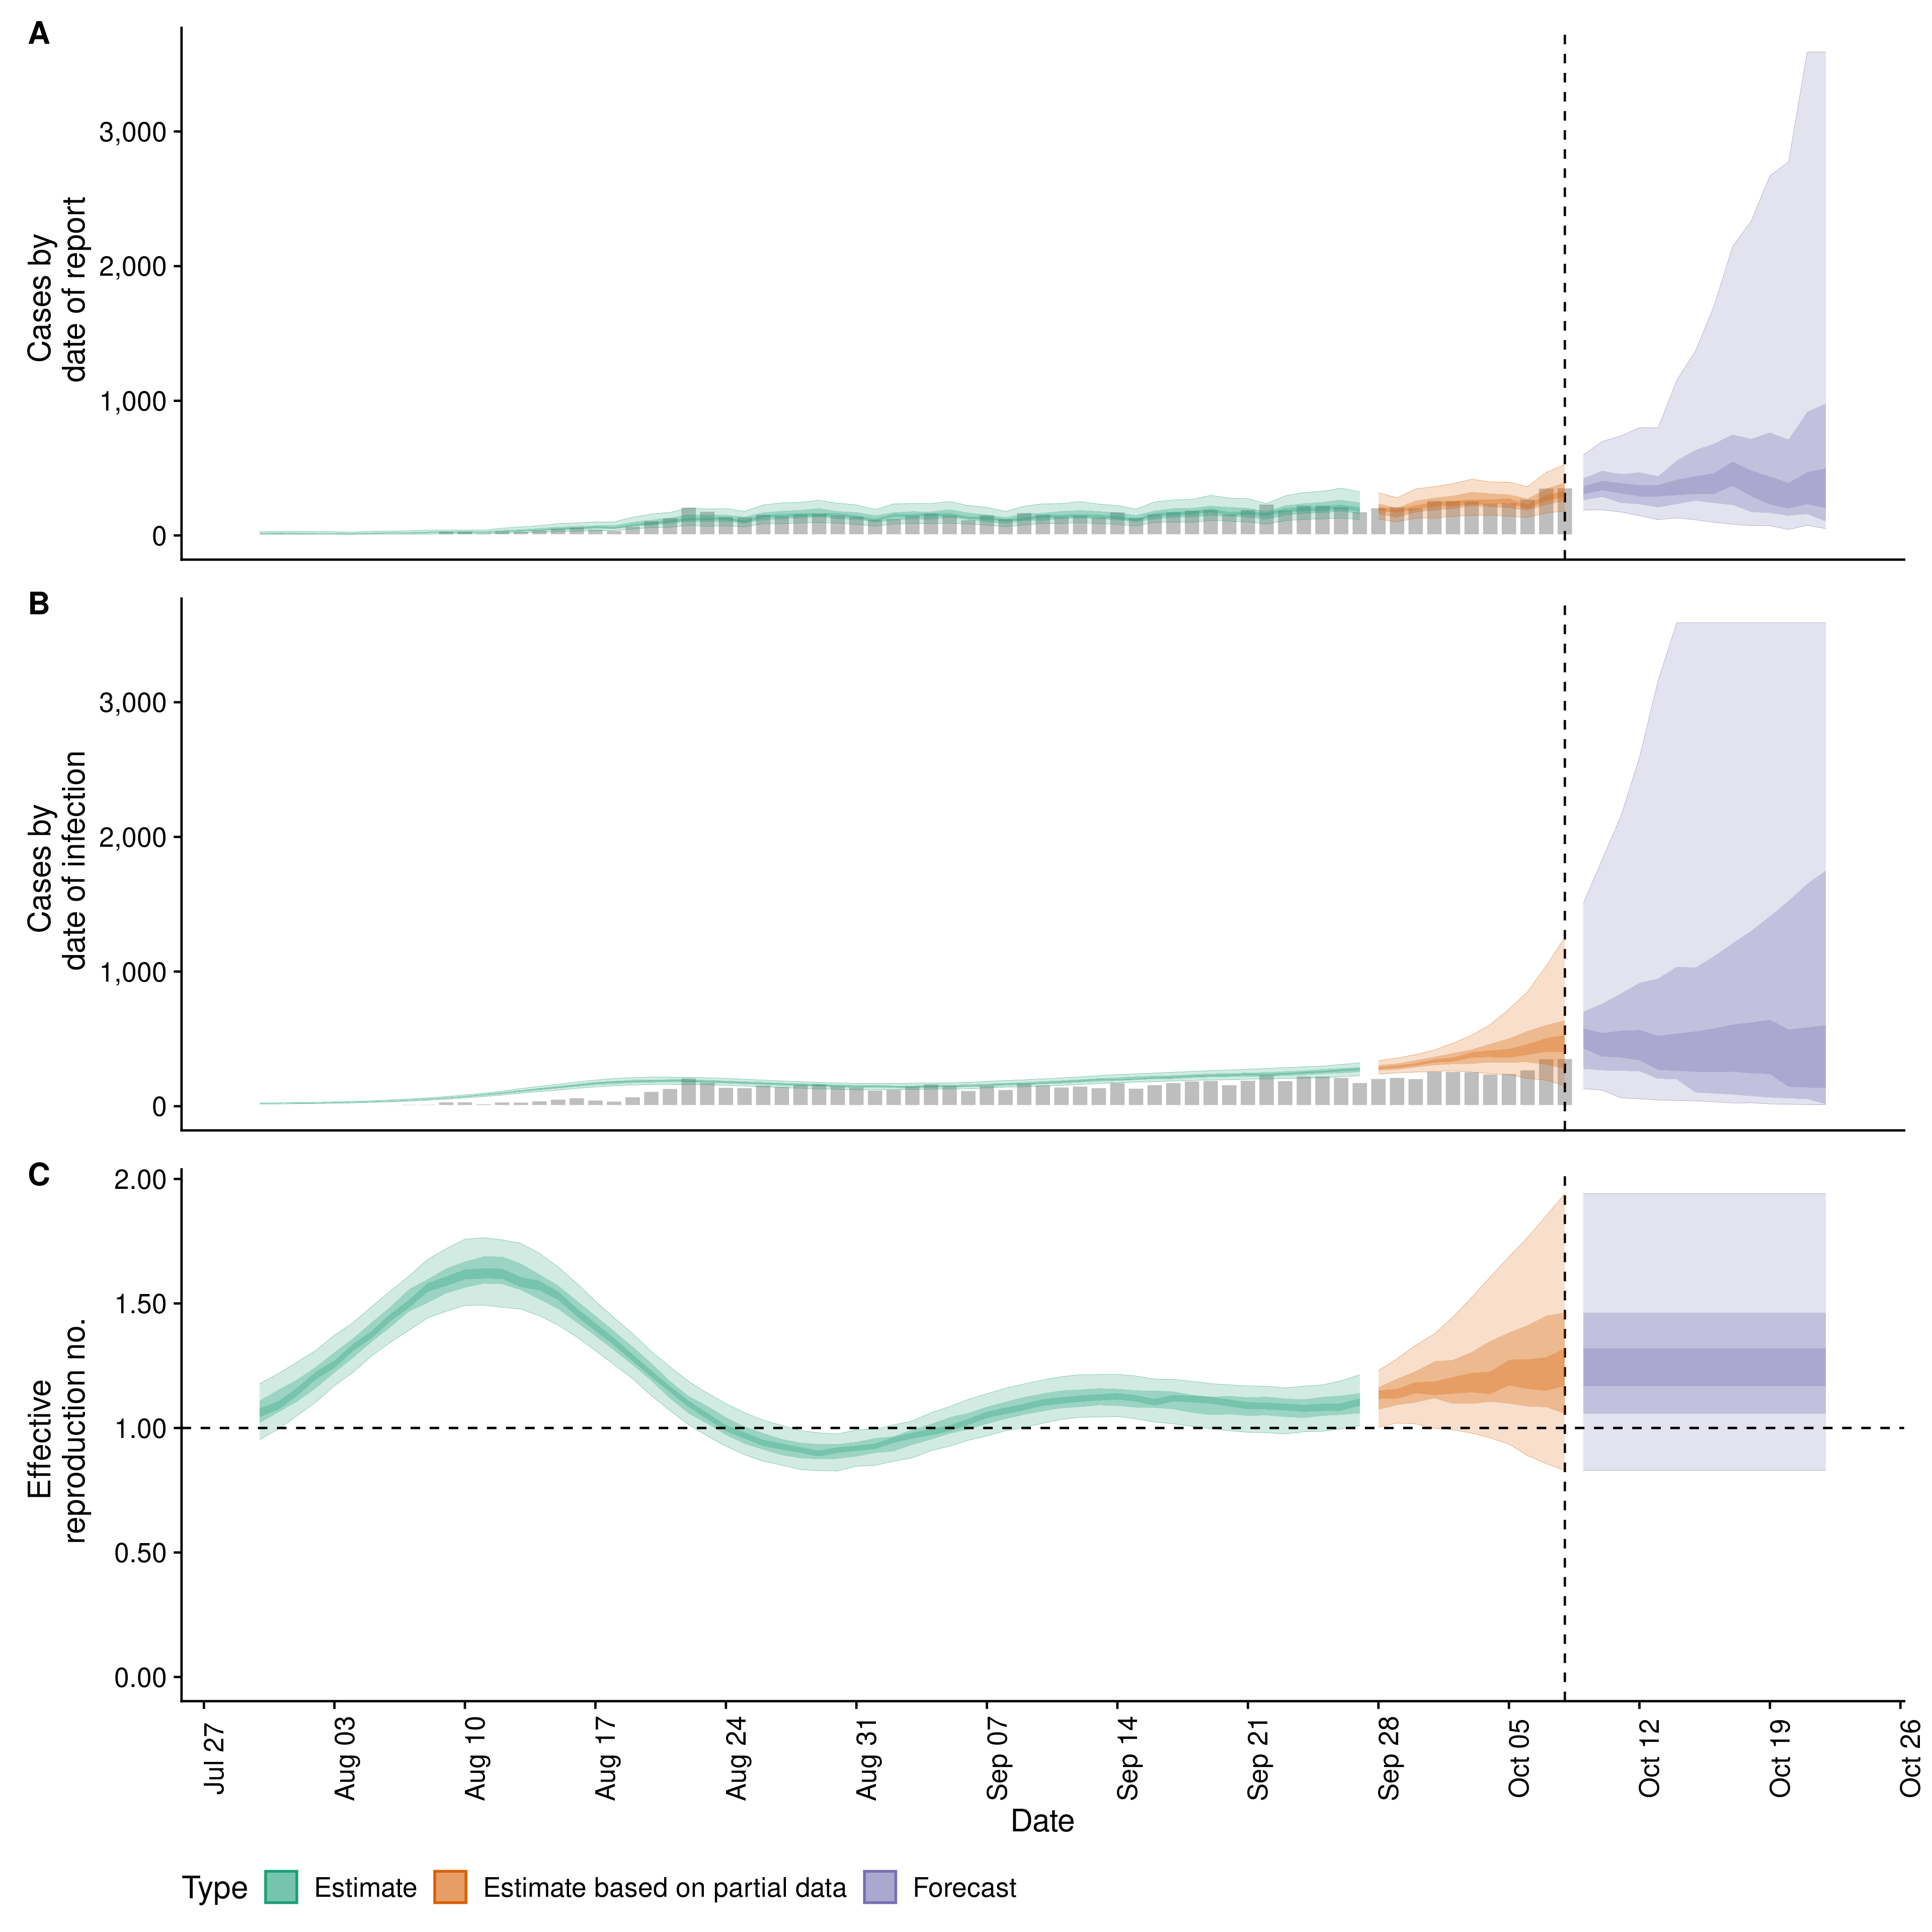 A
Cases by
date of report
3,000
2,000
1,000
0
B
Cases by
date of infection
3,000
2,000
1,000
0
C
Effective
reproduction no.
2.00
1.50
1.00
0.50
0.00
Jul 27
Aug 03
Aug 10
Aug 17
Aug 24
Aug 31
Sep 07
Sep 14
Sep 21
Sep 28
Oct 05
Oct 12
Oct 19
Oct 26
Date
Type Estimate Estimate based on partial data Forecast